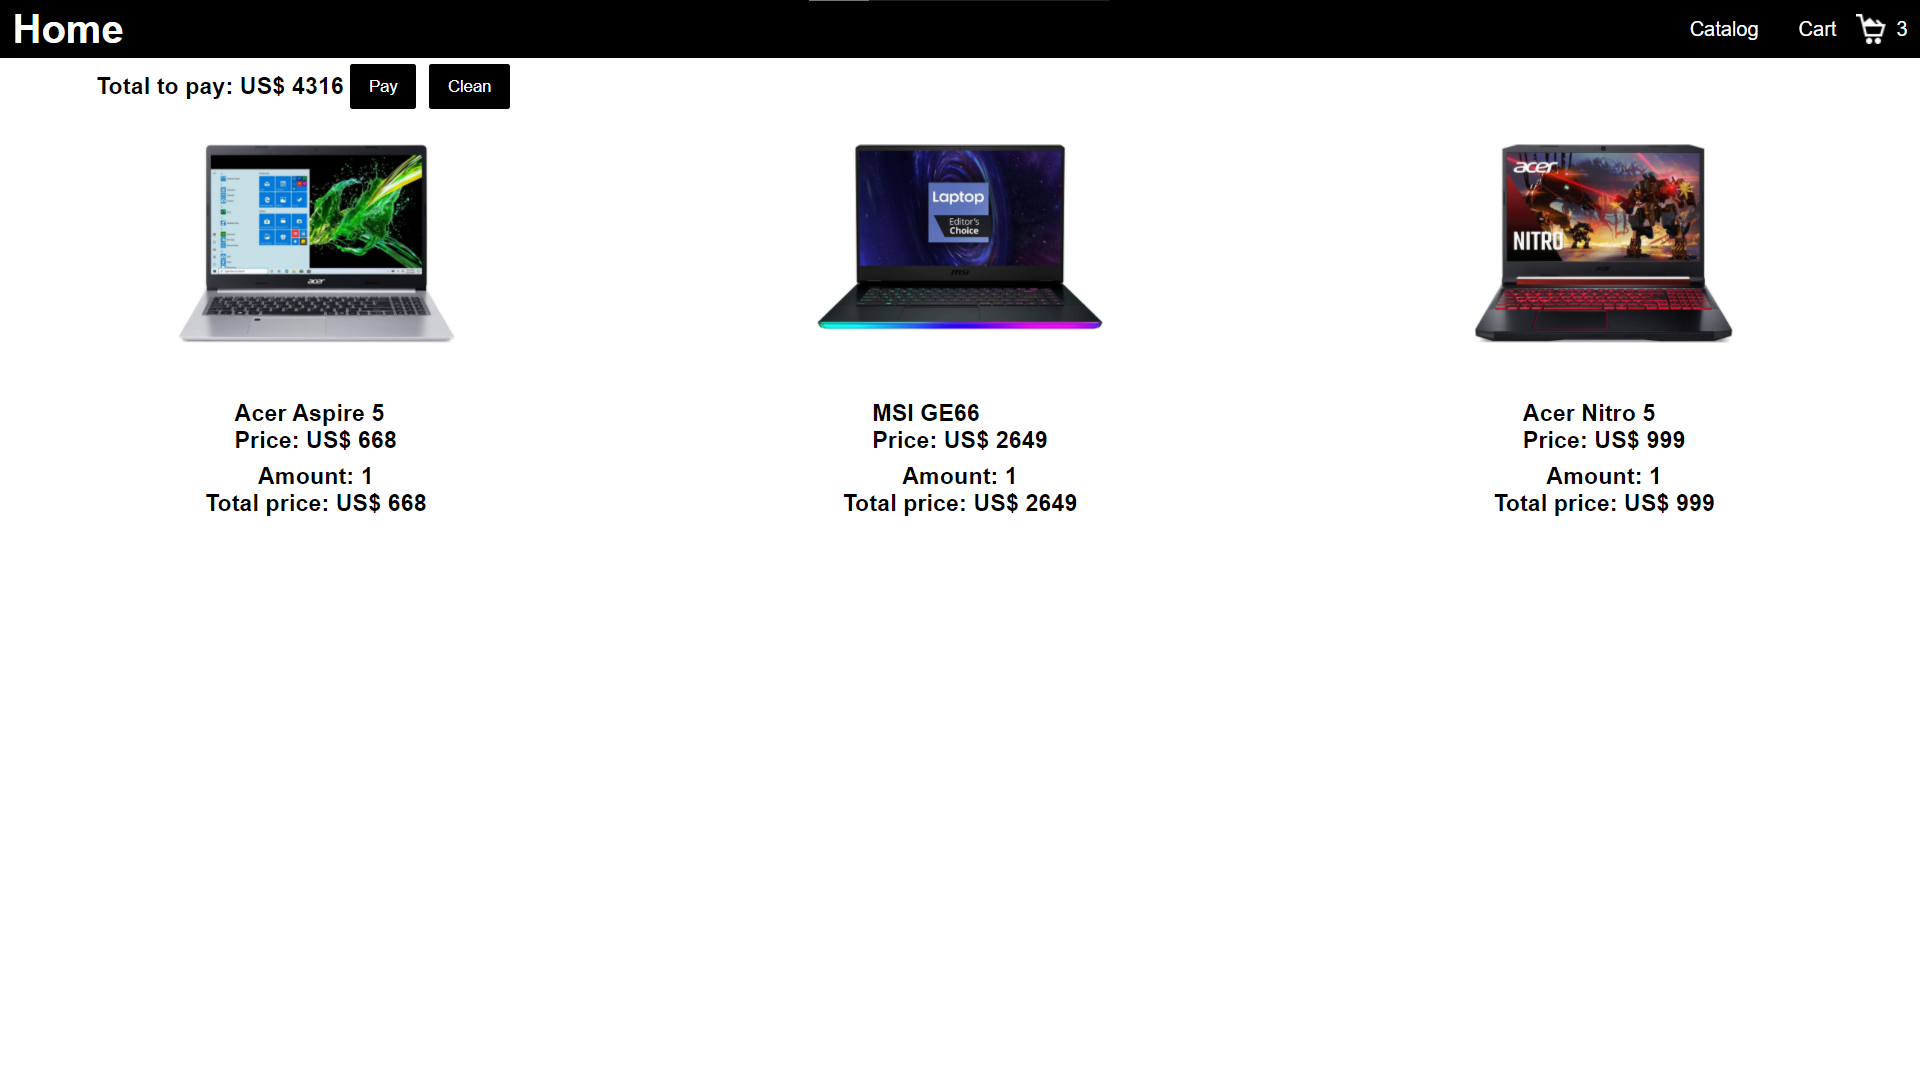 Home
Catalog
Cart
3
Total to pay: US$ 4316
Pay
Clean
acer
Laptop
Editor's
Choice
msi
acer
NITRO
Acer Aspire 5
Price: US$ 668
Amount: 1
Total price: US$ 668
MSI GE66
Price: US$ 2649
Amount: 1
Total price: US$ 2649
Acer Nitro 5
Price: US$ 999
Amount: 1
Total price: US$ 999